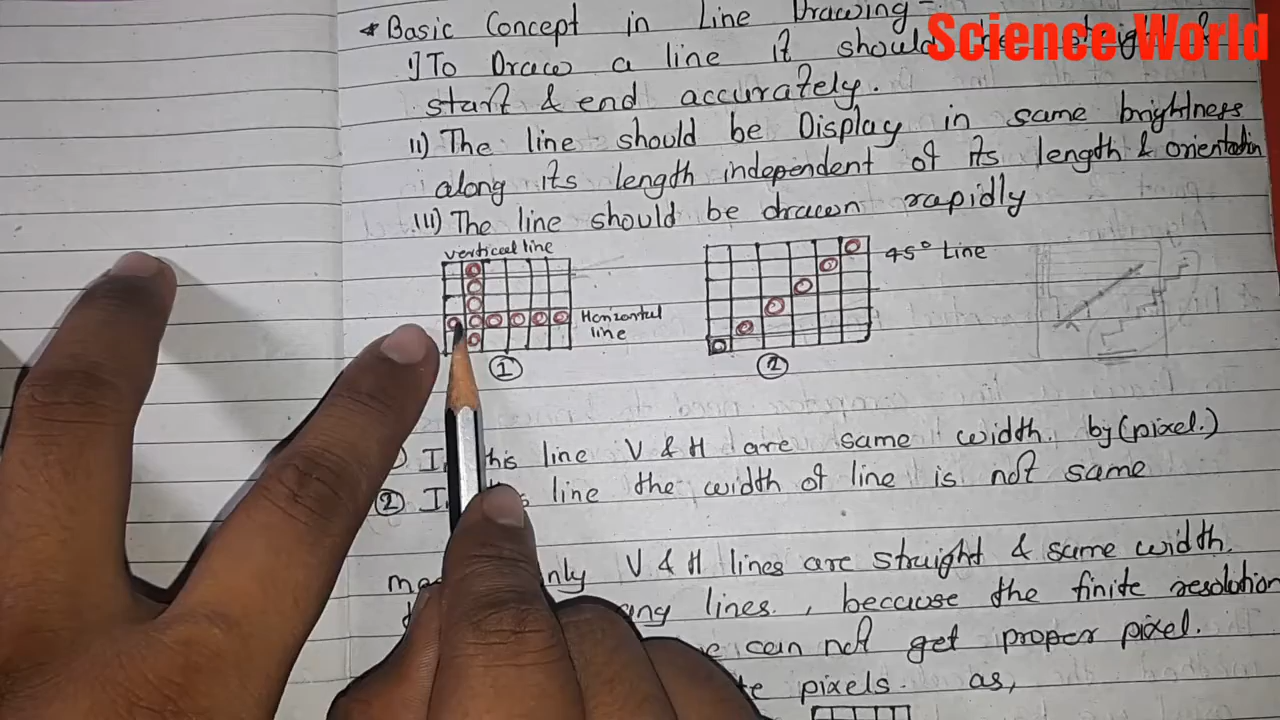 * Basic Concept in Line Drawing-
Science World
i) To Draw a line it should be straight &
start & end accurately.
ii) The line should be Display in same brightness
along its length independent of its length & orientation
iii) The line should be drawn rapidly
vertical line
45° Line
Horizontal
line
1
2
line V & H are same width. by (pixel.)
2 line the width of line is not same
V & H lines are straight & same width.
lines, because the finite resolution
can not get proper pixel.
pixels. as,